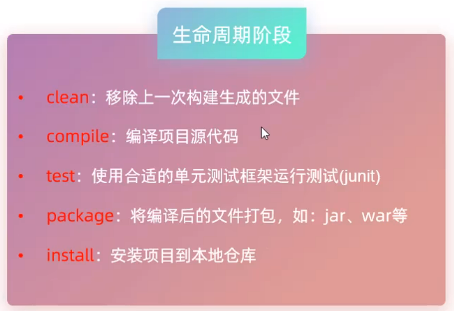 生命周期阶段
• clean：移除上一次构建生成的文件
• compile：编译项目源代码
• test：使用合适的单元测试框架运行测试(junit)
• package：将编译后的文件打包，如：jar、war等
• install：安装项目到本地仓库